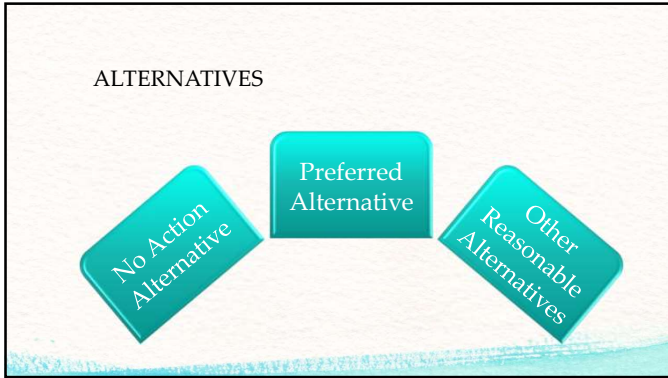 ALTERNATIVES
No Action
Alternative
Preferred
Alternative
Other
Reasonable
Alternatives